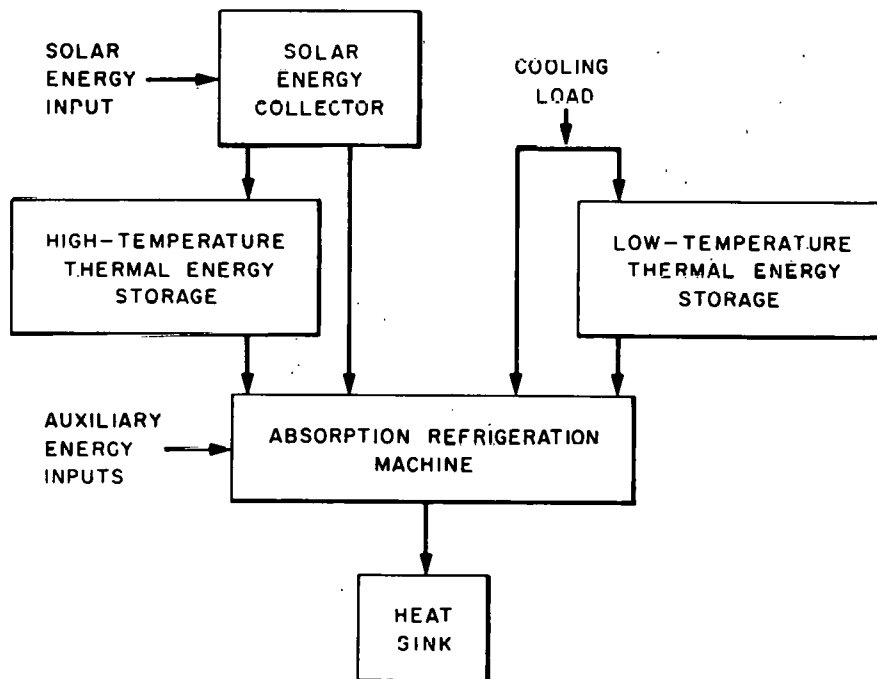 SOLAR
ENERGY
INPUT
SOLAR
ENERGY
COLLECTOR
COOLING
LOAD
HIGH-TEMPERATURE
THERMAL ENERGY
STORAGE
LOW-TEMPERATURE
THERMAL ENERGY
STORAGE
AUXILIARY
ENERGY
INPUTS
ABSORPTION REFRIGERATION
MACHINE
HEAT
SINK